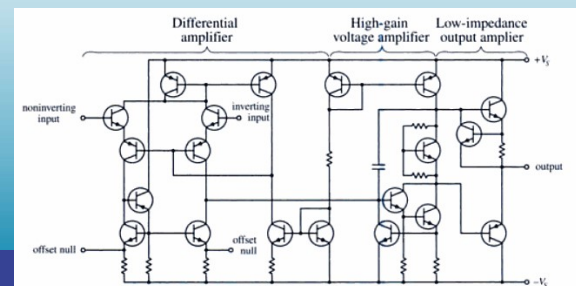 Differential
amplifier
High-gain
voltage amplifier
Low-impedance
output amplier
+Vs
noninverting
input
inverting
input
output
offset null
offset
null
−Vs